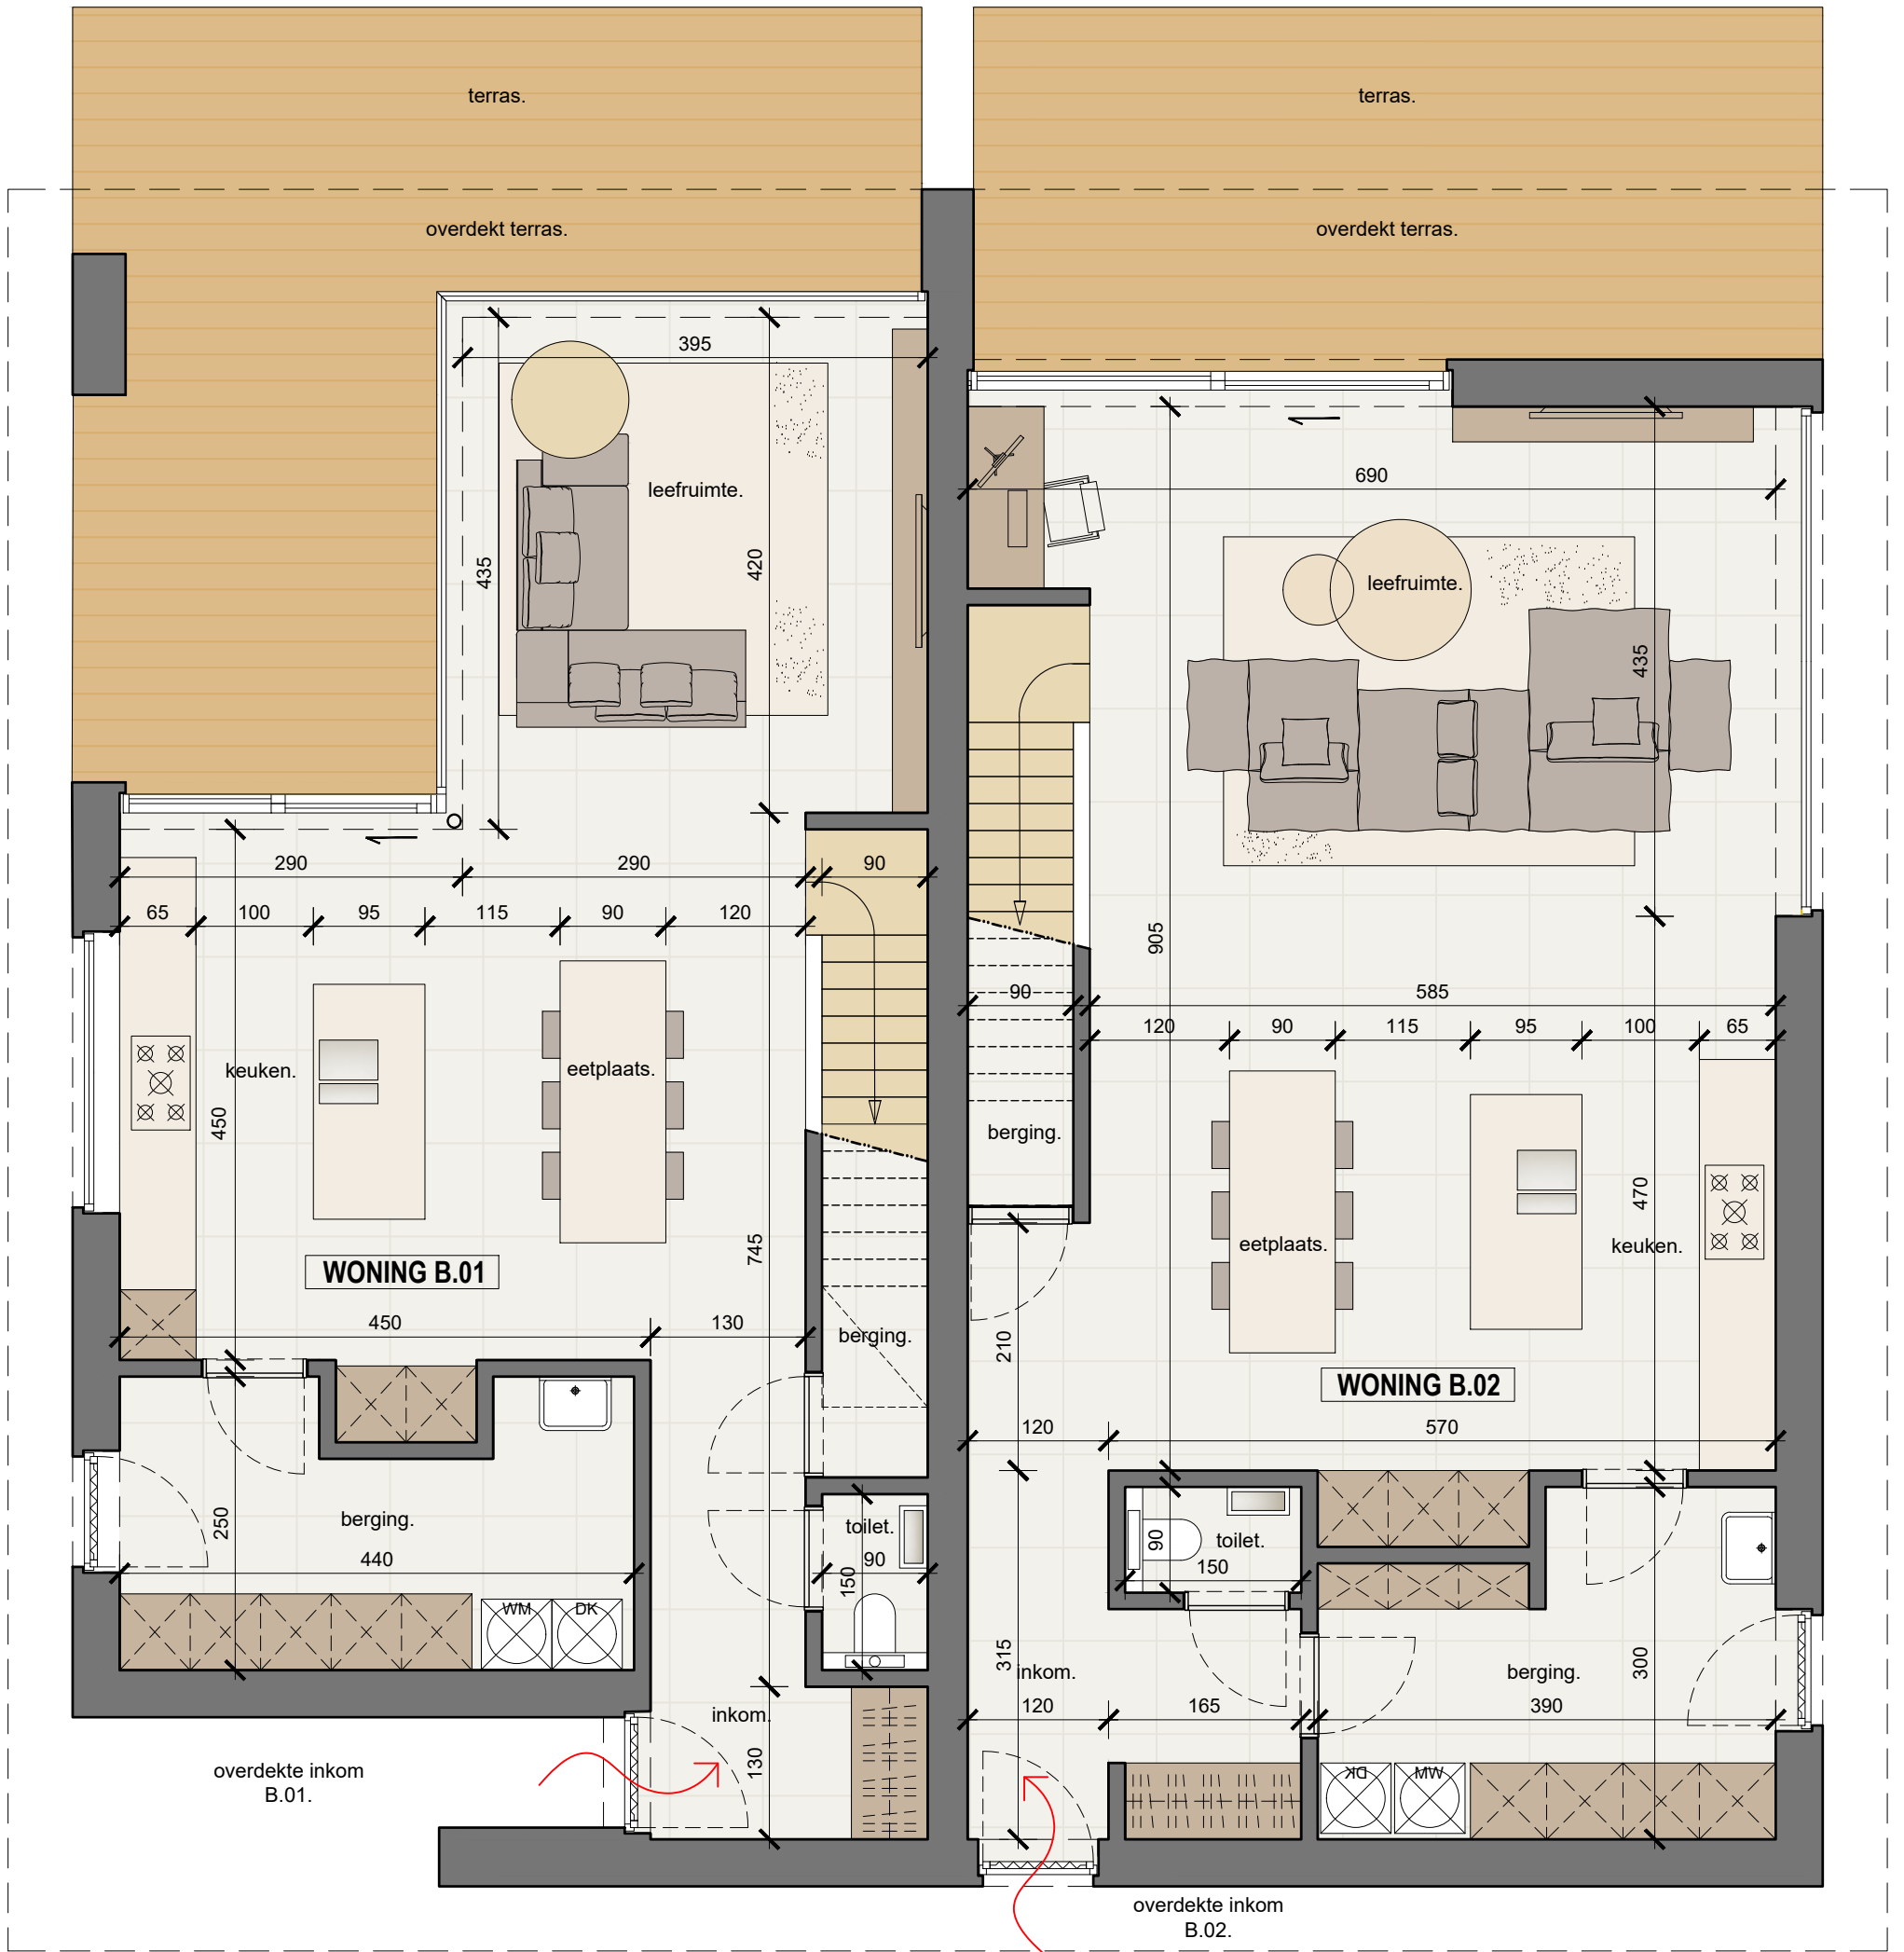 terras.
terras.
overdekt terras.
overdekt terras.
395
leefruimte.
690
435
420
leefruimte.
435
290
290
90
65
100
95
115
90
120
905
90
585
120
90
115
95
100
65
keuken.
eetplaats.
450
berging.
470
745
eetplaats.
keuken.
WONING B.01
450
130
berging.
210
WONING B.02
120
570
250
berging.
440
toilet.
90
150
90
toilet.
150
WM
DK
315
inkom.
berging.
300
120
165
390
inkom.
130
overdekte inkom
B.01.
DK
WM
overdekte inkom
B.02.